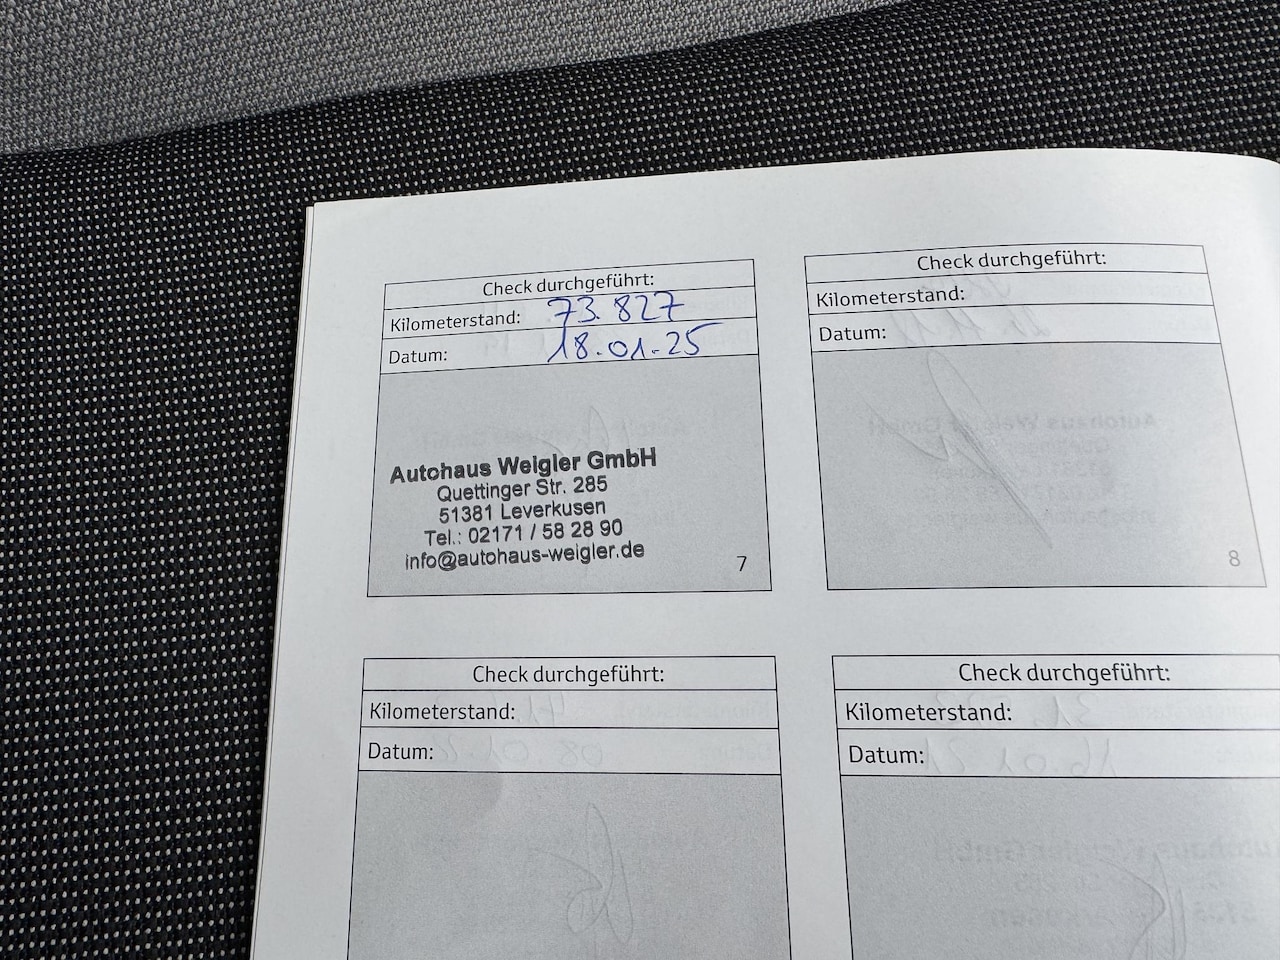 Check durchgeführt:
Kilometerstand: 73.827
Datum: 18.01.25
Autohaus Weigler GmbH
Quettinger Str. 285
51381 Leverkusen
Tel.: 02171 / 58 28 90
info@autohaus-weigler.de
7
Check durchgeführt:
Kilometerstand:
Datum:
8
Check durchgeführt:
Kilometerstand:
Datum:
Check durchgeführt:
Kilometerstand:
Datum: